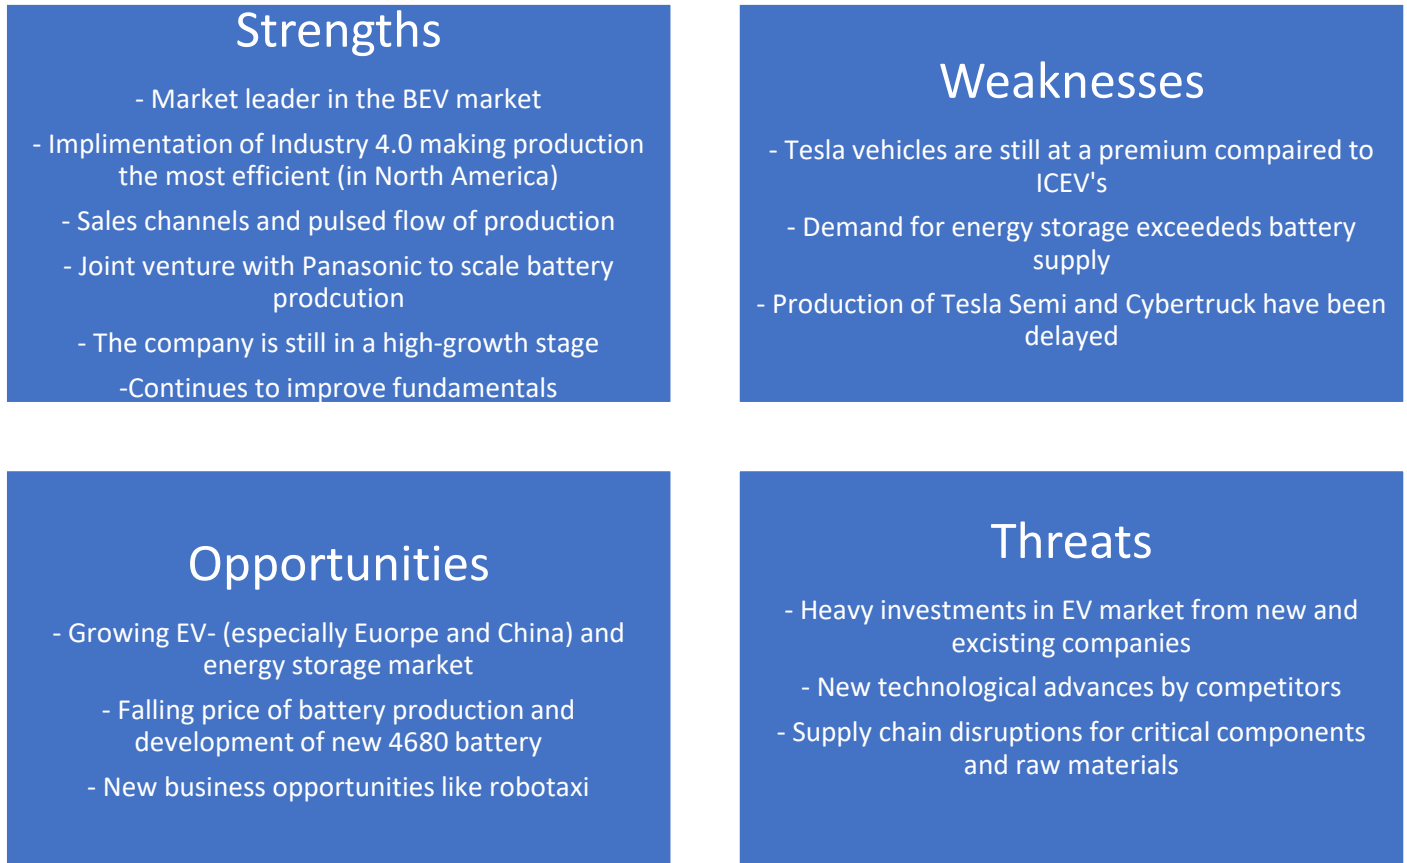 Strengths
- Market leader in the BEV market
- Implimentation of Industry 4.0 making production
the most efficient (in North America)
- Sales channels and pulsed flow of production
- Joint venture with Panasonic to scale battery
prodcution
- The company is still in a high-growth stage
-Continues to improve fundamentals
Weaknesses
- Tesla vehicles are still at a premium compaired to
ICEV's
- Demand for energy storage exceededs battery
supply
- Production of Tesla Semi and Cybertruck have been
delayed
Opportunities
- Growing EV- (especially Euorpe and China) and
energy storage market
- Falling price of battery production and
development of new 4680 battery
- New business opportunities like robotaxi
Threats
- Heavy investments in EV market from new and
excisting companies
- New technological advances by competitors
- Supply chain disruptions for critical components
and raw materials